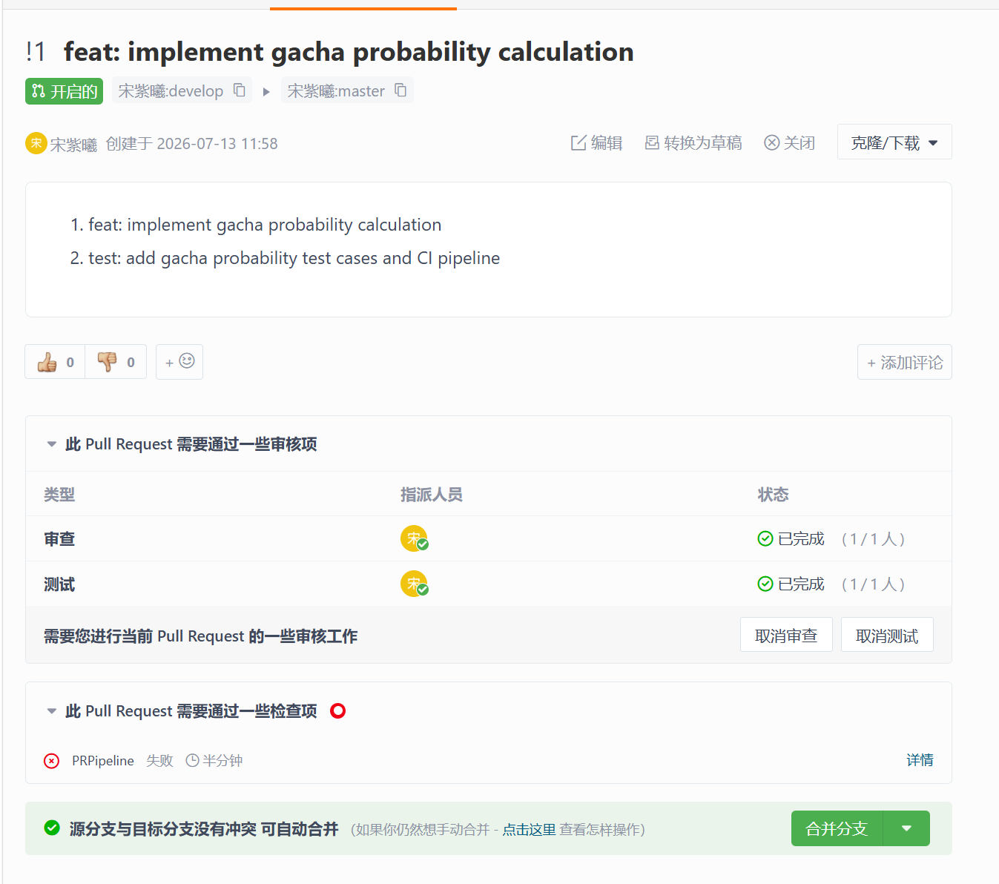 !1 feat: implement gacha probability calculation
开启的 宋紫曦:develop 宋紫曦:master
宋 宋紫曦 创建于 2026-07-13 11:58 编辑 转换为草稿 关闭 克隆/下载
1. feat: implement gacha probability calculation
2. test: add gacha probability test cases and CI pipeline
0 0 + + 添加评论
此 Pull Request 需要通过一些审核项
类型 指派人员 状态
审查 宋 已完成 (1/1人)
测试 宋 已完成 (1/1人)
需要您进行当前 Pull Request 的一些审核工作 取消审查 取消测试
此 Pull Request 需要通过一些检查项
PRPipeline 失败 半分钟 详情
源分支与目标分支没有冲突 可自动合并 (如果你仍然想手动合并 - 点击这里 查看怎样操作) 合并分支